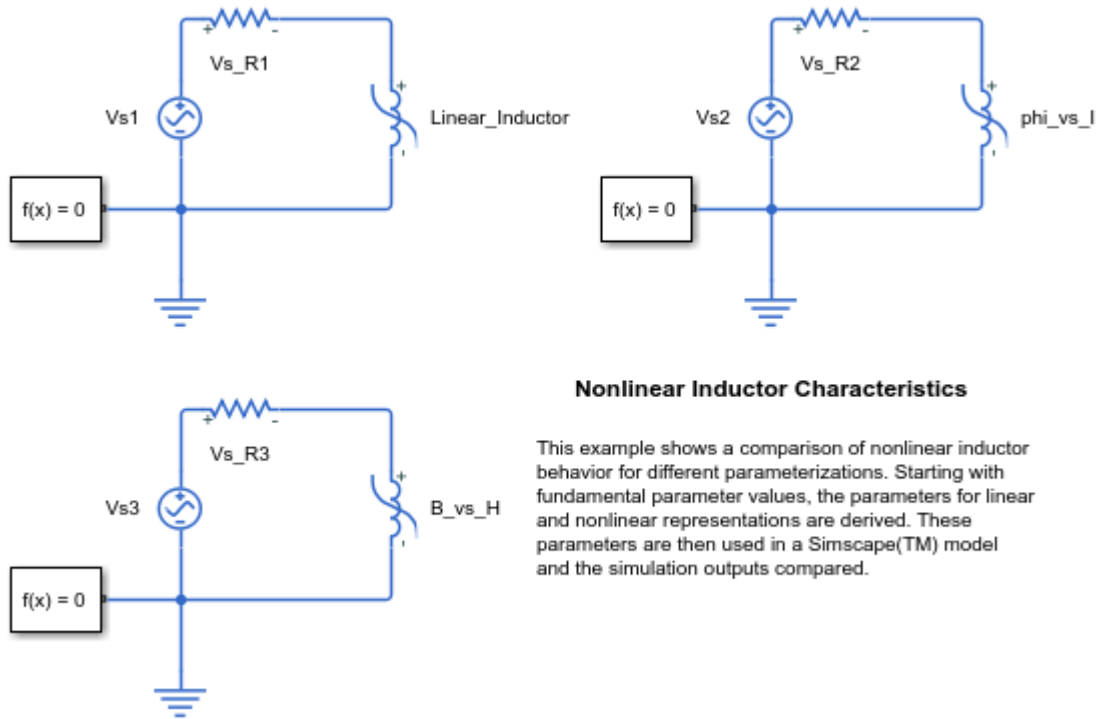 Vs_R1
Vs1
Linear_Inductor
f(x) = 0
Vs_R2
Vs2
phi_vs_I
f(x) = 0
Vs_R3
Vs3
B_vs_H
f(x) = 0
Nonlinear Inductor Characteristics
This example shows a comparison of nonlinear inductor
behavior for different parameterizations. Starting with
fundamental parameter values, the parameters for linear
and nonlinear representations are derived. These
parameters are then used in a Simscape(TM) model
and the simulation outputs compared.